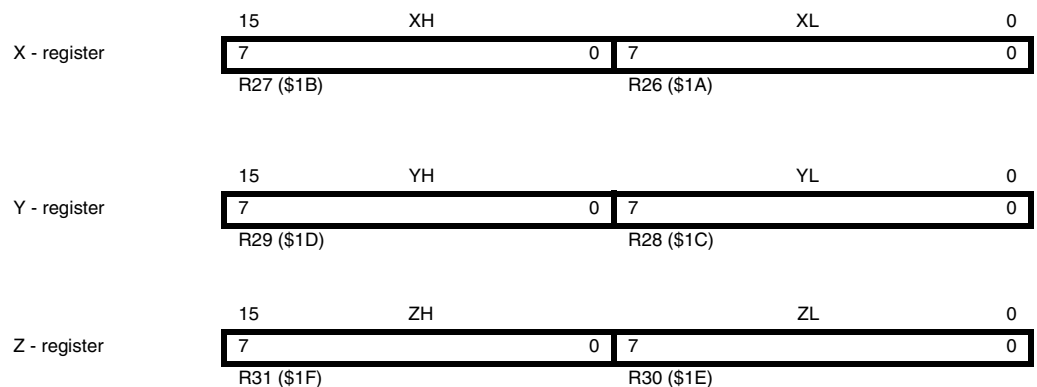 15 XH XL 0
X - register 7 0 7 0
R27 ($1B) R26 ($1A)
15 YH YL 0
Y - register 7 0 7 0
R29 ($1D) R28 ($1C)
15 ZH ZL 0
Z - register 7 0 7 0
R31 ($1F) R30 ($1E)